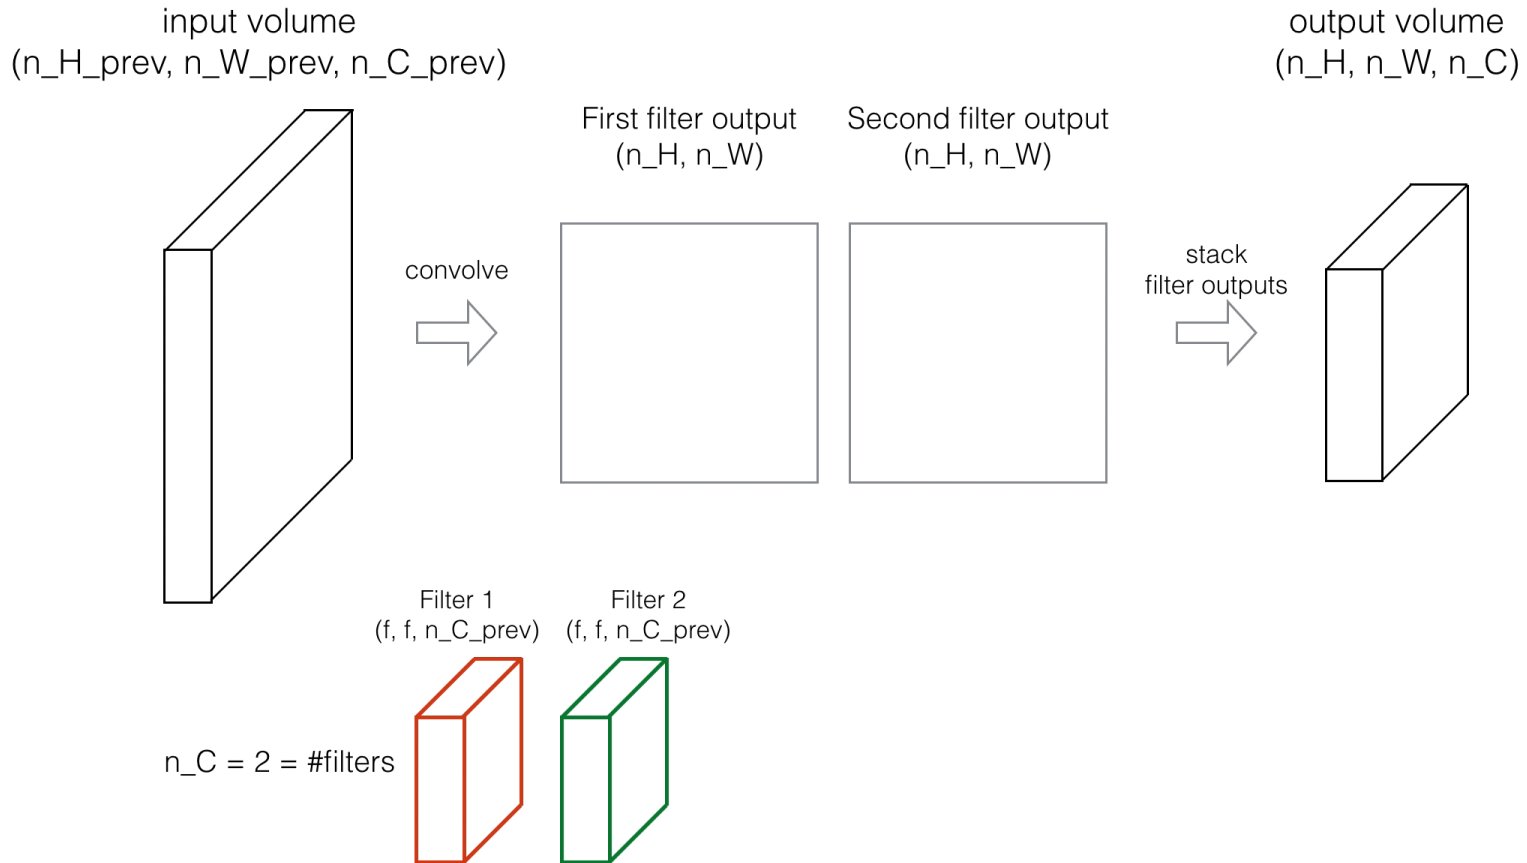 input volume
(n_H_prev, n_W_prev, n_C_prev)
output volume
(n_H, n_W, n_C)
First filter output
(n_H, n_W)
Second filter output
(n_H, n_W)
convolve
stack
filter outputs
Filter 1
(f, f, n_C_prev)
Filter 2
(f, f, n_C_prev)
n_C = 2 = #filters